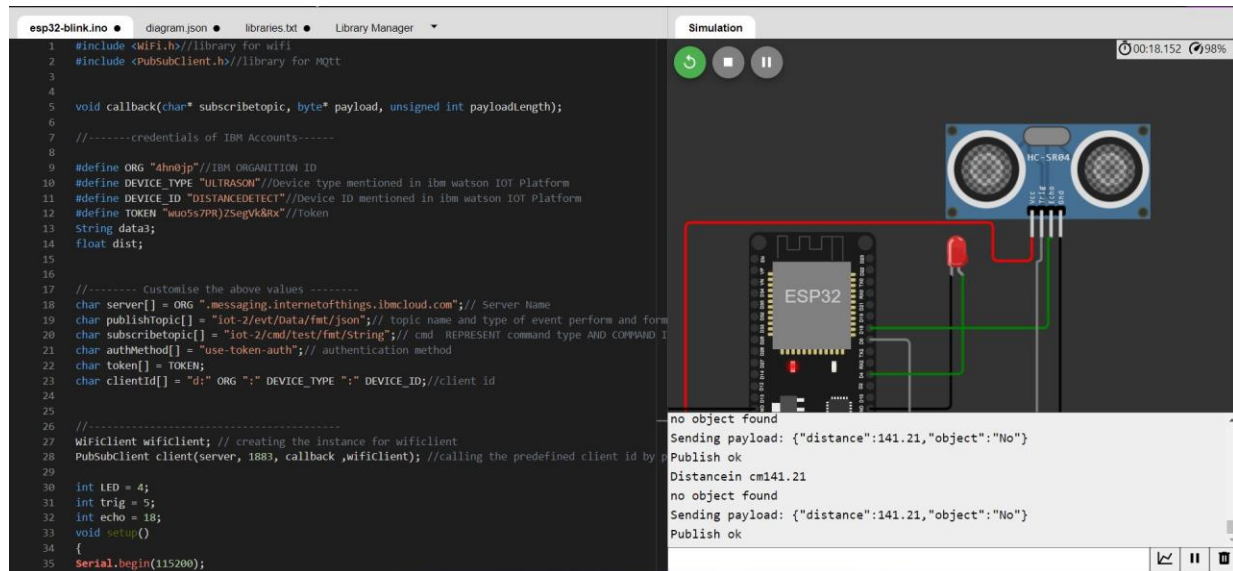 esp32-blink.ino ● diagram.json ● libraries.txt ● Library Manager ▾
1 #include <WiFi.h>//library for wifi
2 #include <PubSubClient.h>//library for MQtt
3
4
5 void callback(char* subscribetopic, byte* payload, unsigned int payloadLength);
6
7 //-------credentials of IBM Accounts------
8
9 #define ORG "4hn0jp"//IBM ORGANITION ID
10 #define DEVICE_TYPE "ULTRASON"//Device type mentioned in ibm watson IOT Platform
11 #define DEVICE_ID "DISTANCEDETECT"//Device ID mentioned in ibm watson IOT Platform
12 #define TOKEN "wuo5s7PR)ZSegVk&Rx"//Token
13 String data3;
14 float dist;
15
16
17 //-------- Customise the above values --------
18 char server[] = ORG ".messaging.internetofthings.ibmcloud.com";// Server Name
19 char publishTopic[] = "iot-2/evt/Data/fmt/json";// topic name and type of event perform and form
20 char subscribetopic[] = "iot-2/cmd/test/fmt/String";// cmd REPRESENT command type AND COMMAND I
21 char authMethod[] = "use-token-auth";// authentication method
22 char token[] = TOKEN;
23 char clientId[] = "d:" ORG ":" DEVICE_TYPE ":" DEVICE_ID;//client id
24
25
26 //-----------------------------------------
27 WiFiClient wifiClient; // creating the instance for wificlient
28 PubSubClient client(server, 1883, callback ,wifiClient); //calling the predefined client id by p
29
30 int LED = 4;
31 int trig = 5;
32 int echo = 18;
33 void setup()
34 {
35 Serial.begin(115200);
Simulation
00:18.152 98%
HC-SR04
Vcc
Trig
Echo
Gnd
ESP32
no object found
Sending payload: {"distance":141.21,"object":"No"}
Publish ok
Distancein cm141.21
no object found
Sending payload: {"distance":141.21,"object":"No"}
Publish ok